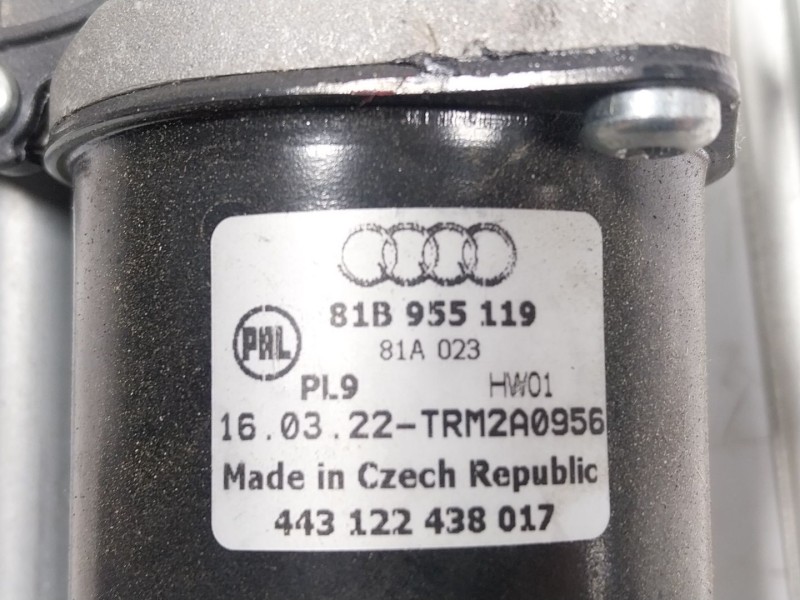 81B 955 119
PAL
81A 023
PL9 HW01
16.03.22-TRM2A0956
Made in Czech Republic
443 122 438 017